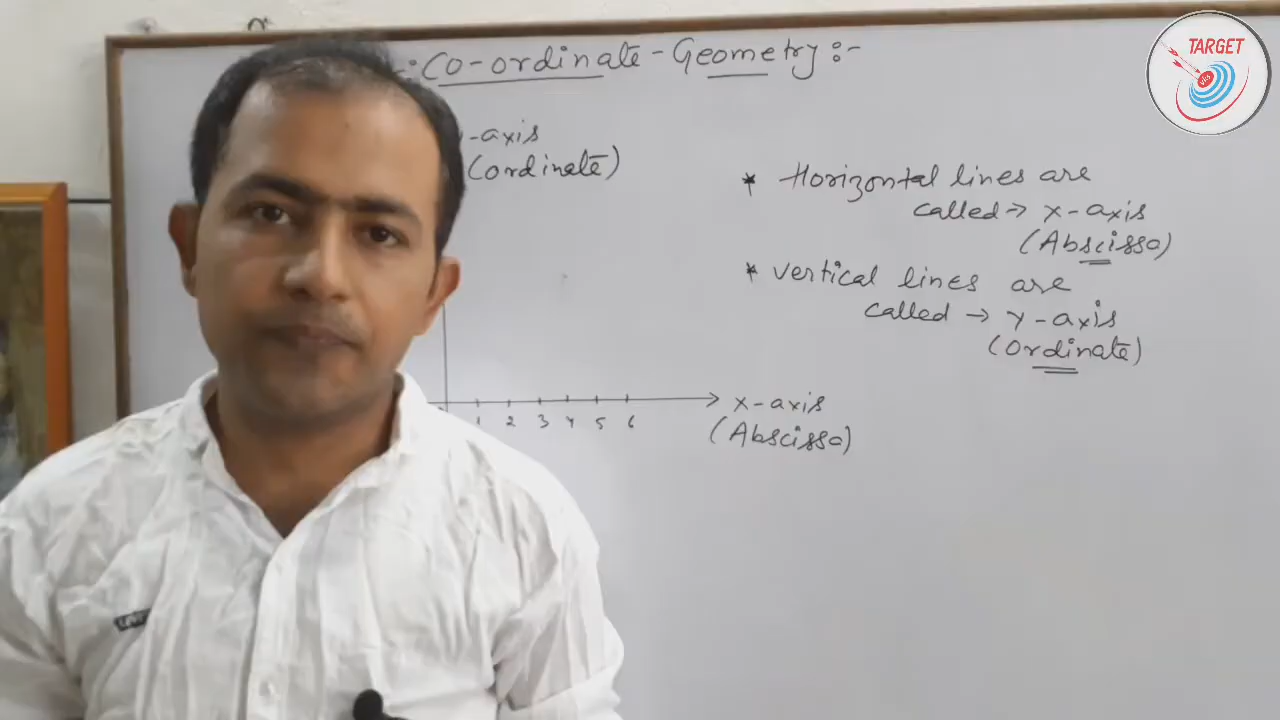 :Co-ordinate-Geometry:-
-axis
(ordinate)
* Horizontal lines are
called→ x-axis
(Abscissa)
* vertical lines are
called → y-axis
(Ordinate)
x-axis
(Abscissa)
1 2 3 4 5 6
TARGET